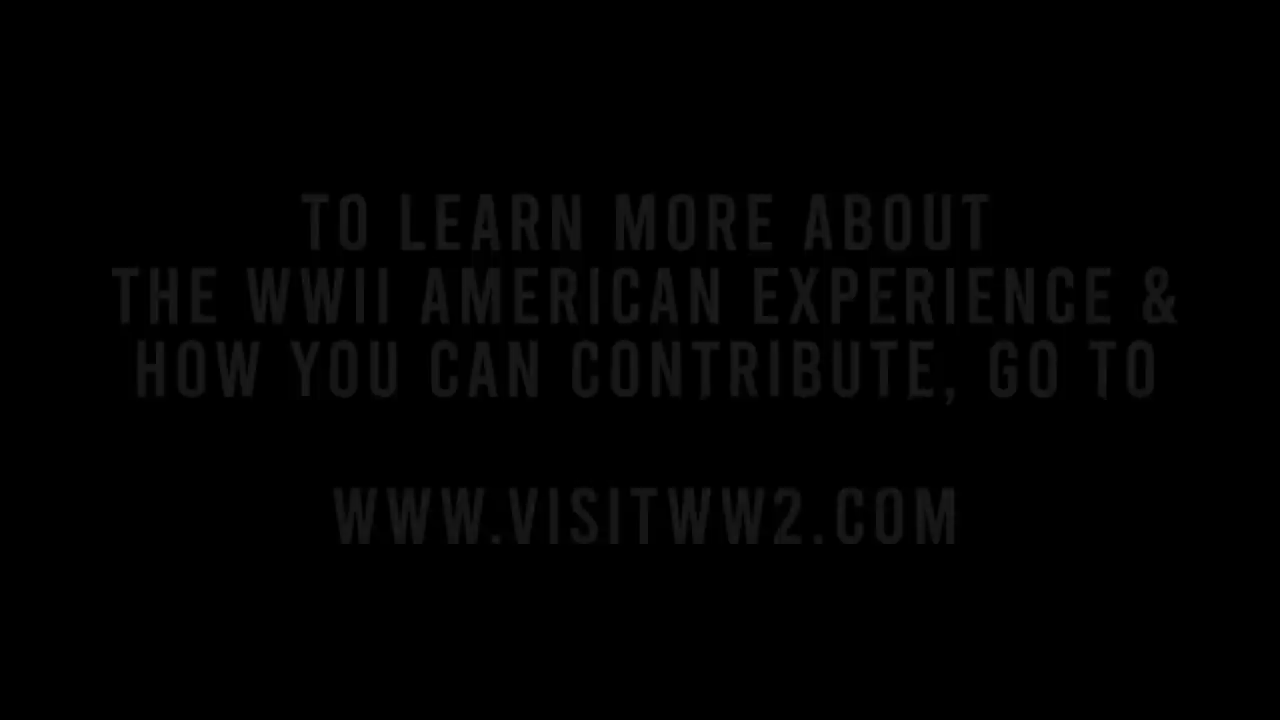 TO LEARN MORE ABOUT
THE WWII AMERICAN EXPERIENCE &
HOW YOU CAN CONTRIBUTE, GO TO
WWW.VISITWW2.COM